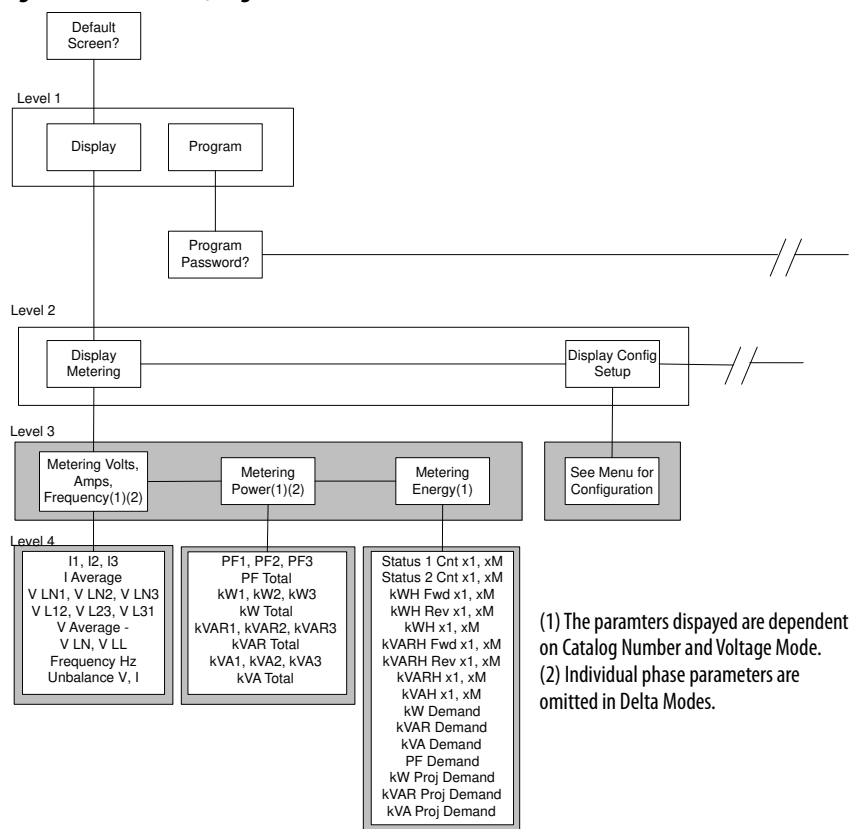 Default
Screen?
Level 1
Display
Program
Program
Password?
Level 2
Display
Metering
Display Config
Setup
Level 3
Metering Volts,
Amps,
Frequency(1)(2)
Metering
Power(1)(2)
Metering
Energy(1)
See Menu for
Configuration
Level 4
I1, I2, I3
I Average
V LN1, V LN2, V LN3
V L12, V L23, V L31
V Average -
V LN, V LL
Frequency Hz
Unbalance V, I
PF1, PF2, PF3
PF Total
kW1, kW2, kW3
kW Total
kVAR1, kVAR2, kVAR3
kVAR Total
kVA1, kVA2, kVA3
kVA Total
Status 1 Cnt x1, xM
Status 2 Cnt x1, xM
kWH Fwd x1, xM
kWH Rev x1, xM
kWH x1, xM
kVARH Fwd x1, xM
kVARH Rev x1, xM
kVARH x1, xM
kVAH x1, xM
kW Demand
kVAR Demand
kVA Demand
PF Demand
kW Proj Demand
kVAR Proj Demand
kVA Proj Demand
(1) The paramters dispayed are dependent
on Catalog Number and Voltage Mode.
(2) Individual phase parameters are
omitted in Delta Modes.